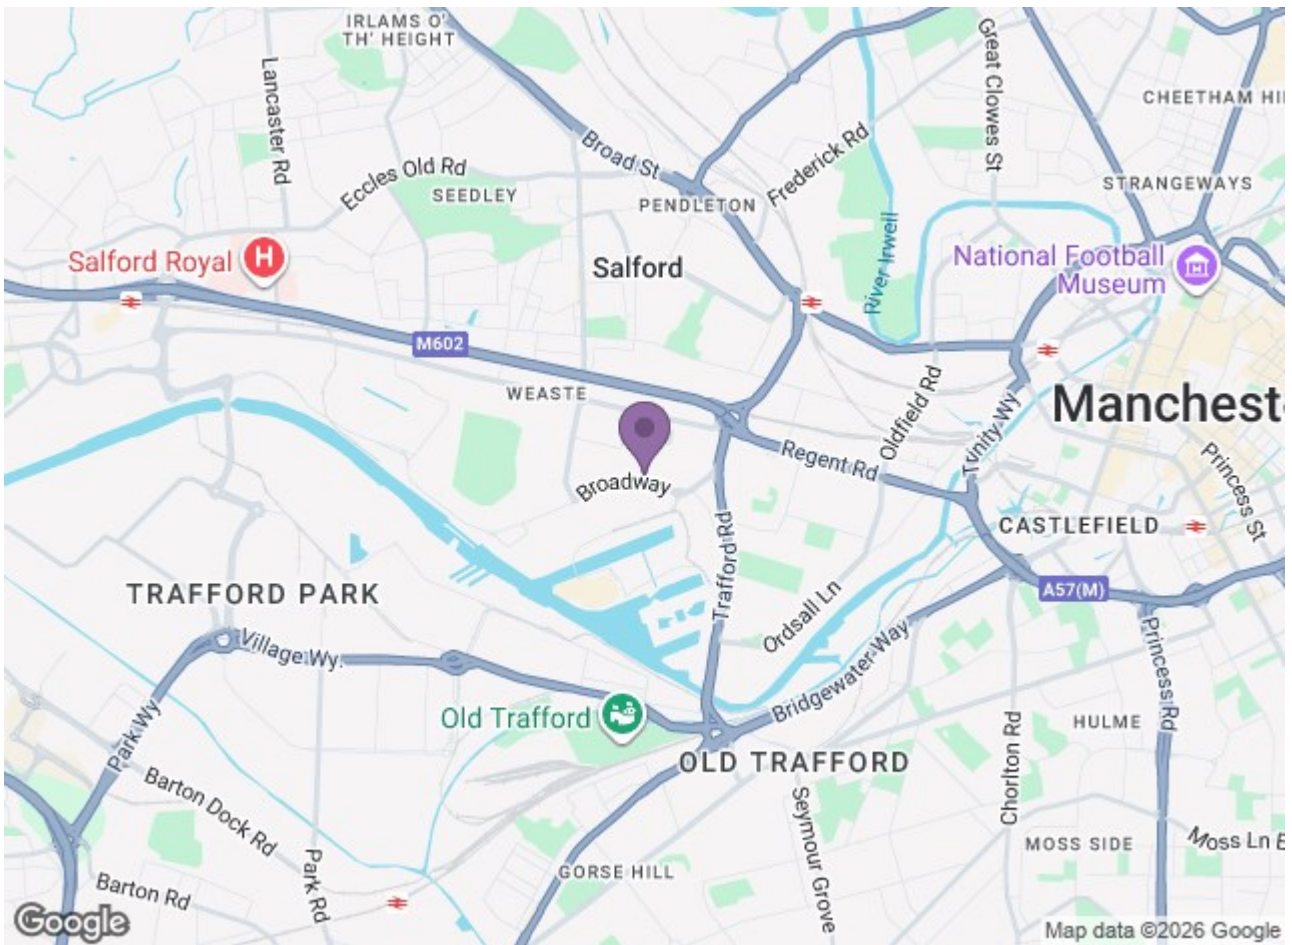 IRLAMS O'
TH' HEIGHT
Lancaster Rd
Great Clowes St
CHEETHAM HI
Broad St
Frederick Rd
Eccles Old Rd
SEEDLEY
PENDLETON
STRANGEWAYS
Salford Royal
H
Salford
River Irwell
National Football
Museum
M602
WEASTE
Oldfield Rd
Manchest
Trinity Wy
Regent Rd
Princess St
Broadway
CASTLEFIELD
Trafford Rd
TRAFFORD PARK
A57(M)
Ordsall Ln
Village Wy.
Bridgewater Way
Princess Rd
Old Trafford
Park Wy
HULME
OLD TRAFFORD
Chorlton Rd
Barton Dock Rd
Seymour Grove
MOSS SIDE
Moss Ln E
Park Rd
GORSE HILL
Barton Rd
Google
Map data ©2026 Google